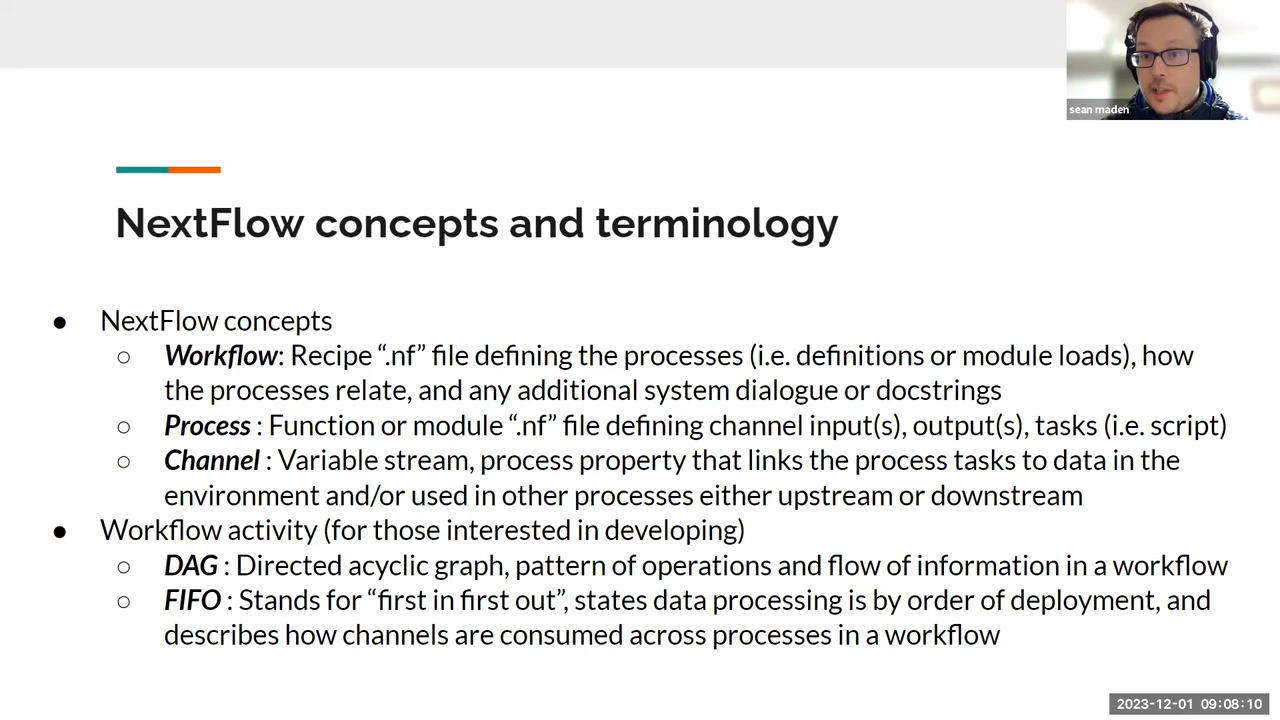 sean maden
NextFlow concepts and terminology
● NextFlow concepts
○ Workflow: Recipe “.nf” file defining the processes (i.e. definitions or module loads), how
the processes relate, and any additional system dialogue or docstrings
○ Process : Function or module “.nf” file defining channel input(s), output(s), tasks (i.e. script)
○ Channel : Variable stream, process property that links the process tasks to data in the
environment and/or used in other processes either upstream or downstream
● Workflow activity (for those interested in developing)
○ DAG : Directed acyclic graph, pattern of operations and flow of information in a workflow
○ FIFO : Stands for “first in first out”, states data processing is by order of deployment, and
describes how channels are consumed across processes in a workflow
2023-12-01 09:08:10